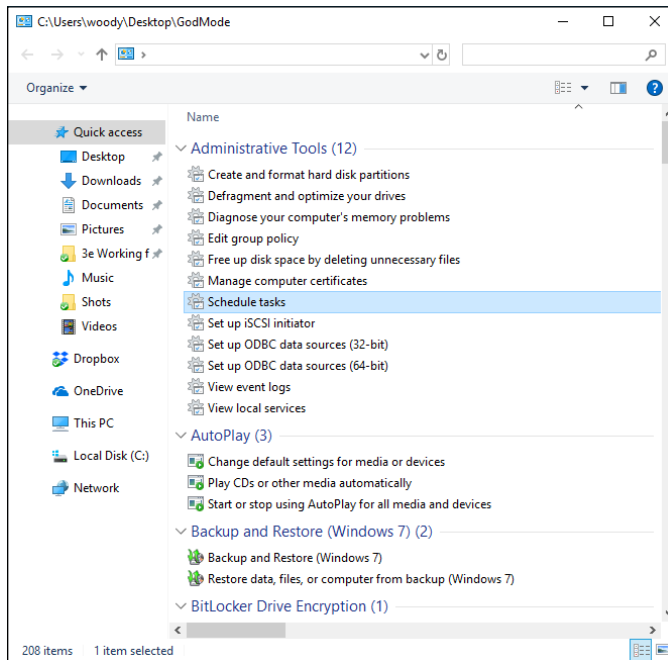 C:\Users\woody\Desktop\GodMode
Organize
?
Quick access
Desktop
Downloads
Documents
Pictures
3e Working f
Music
Shots
Videos
Dropbox
OneDrive
This PC
Local Disk (C:)
Network
Name
Administrative Tools (12)
Create and format hard disk partitions
Defragment and optimize your drives
Diagnose your computer's memory problems
Edit group policy
Free up disk space by deleting unnecessary files
Manage computer certificates
Schedule tasks
Set up iSCSI initiator
Set up ODBC data sources (32-bit)
Set up ODBC data sources (64-bit)
View event logs
View local services
AutoPlay (3)
Change default settings for media or devices
Play CDs or other media automatically
Start or stop using AutoPlay for all media and devices
Backup and Restore (Windows 7) (2)
Backup and Restore (Windows 7)
Restore data, files, or computer from backup (Windows 7)
BitLocker Drive Encryption (1)
208 items 1 item selected